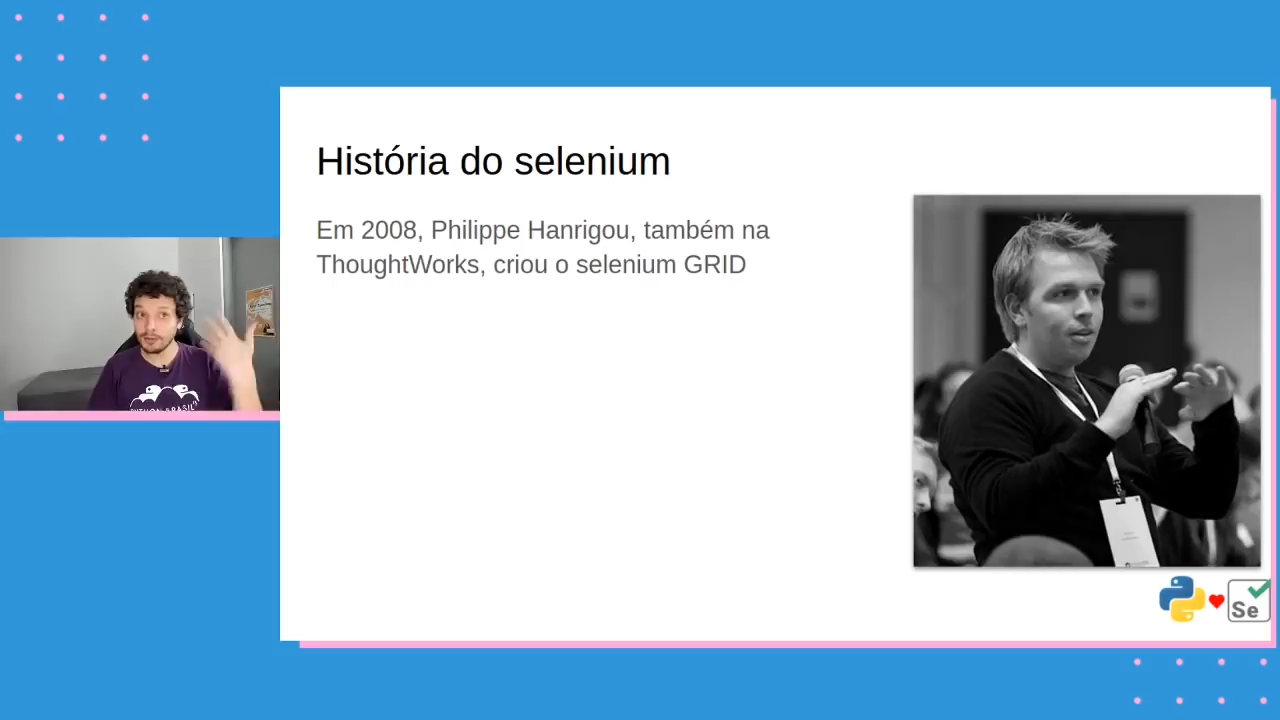 História do selenium
Em 2008, Philippe Hanrigou, também na
ThoughtWorks, criou o selenium GRID
Se